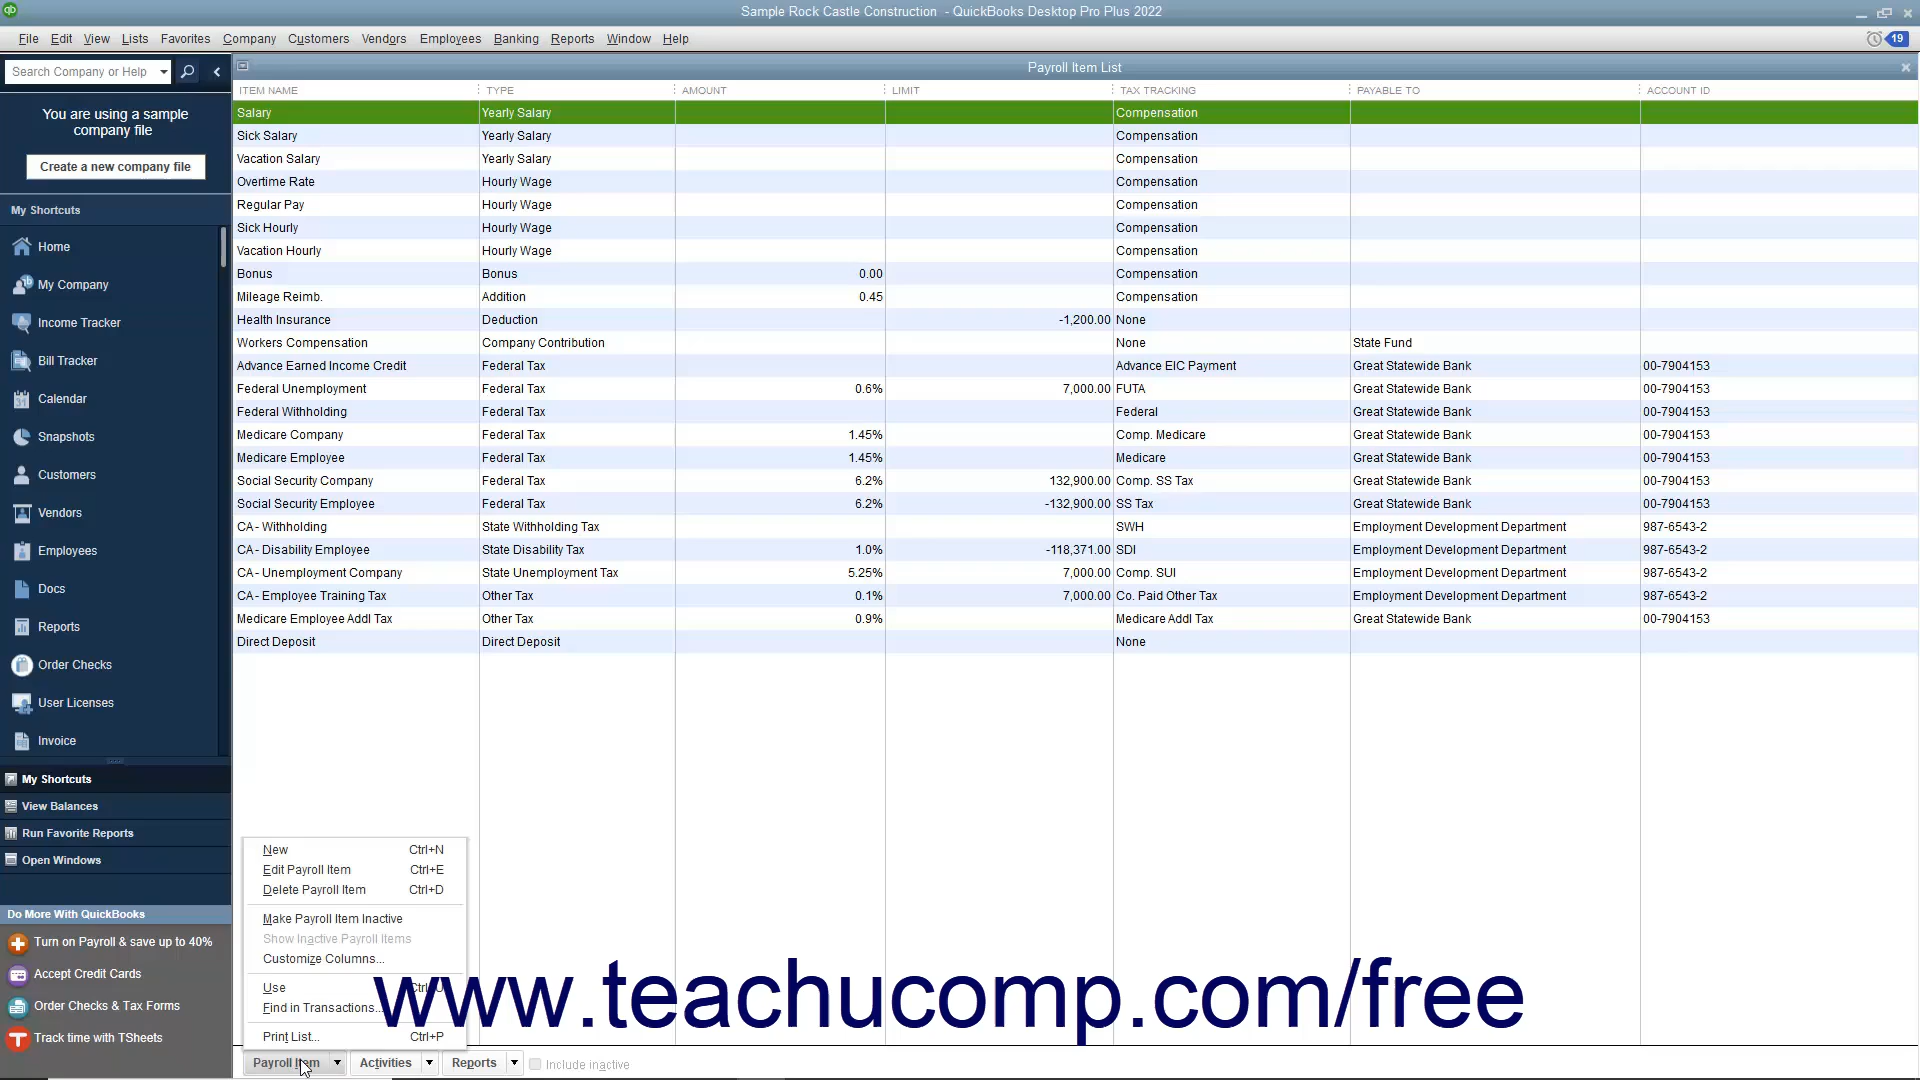 Sample Rock Castle Construction - QuickBooks Desktop Pro Plus 2022
File Edit View Lists Favorites Company Customers Vendors Employees Banking Reports Window Help
19
Search Company or Help
Payroll Item List
You are using a sample
company file
Create a new company file
My Shortcuts
Home
My Company
Income Tracker
Bill Tracker
Calendar
Snapshots
Customers
Vendors
Employees
Docs
Reports
Order Checks
User Licenses
Invoice
My Shortcuts
View Balances
Run Favorite Reports
Open Windows
Do More With QuickBooks
Turn on Payroll & save up to 40%
Accept Credit Cards
Order Checks & Tax Forms
Track time with TSheets
ITEM NAME TYPE AMOUNT LIMIT TAX TRACKING PAYABLE TO ACCOUNT ID
Salary Yearly Salary Compensation
Sick Salary Yearly Salary Compensation
Vacation Salary Yearly Salary Compensation
Overtime Rate Hourly Wage Compensation
Regular Pay Hourly Wage Compensation
Sick Hourly Hourly Wage Compensation
Vacation Hourly Hourly Wage Compensation
Bonus Bonus 0.00 Compensation
Mileage Reimb. Addition 0.45 Compensation
Health Insurance Deduction -1,200.00 None
Workers Compensation Company Contribution None State Fund
Advance Earned Income Credit Federal Tax Advance EIC Payment Great Statewide Bank 00-7904153
Federal Unemployment Federal Tax 0.6% 7,000.00 FUTA Great Statewide Bank 00-7904153
Federal Withholding Federal Tax Federal Great Statewide Bank 00-7904153
Medicare Company Federal Tax 1.45% Comp. Medicare Great Statewide Bank 00-7904153
Medicare Employee Federal Tax 1.45% Medicare Great Statewide Bank 00-7904153
Social Security Company Federal Tax 6.2% 132,900.00 Comp. SS Tax Great Statewide Bank 00-7904153
Social Security Employee Federal Tax 6.2% -132,900.00 SS Tax Great Statewide Bank 00-7904153
CA - Withholding State Withholding Tax SWH Employment Development Department 987-6543-2
CA - Disability Employee State Disability Tax 1.0% -118,371.00 SDI Employment Development Department 987-6543-2
CA - Unemployment Company State Unemployment Tax 5.25% 7,000.00 Comp. SUI Employment Development Department 987-6543-2
CA - Employee Training Tax Other Tax 0.1% 7,000.00 Co. Paid Other Tax Employment Development Department 987-6543-2
Medicare Employee Addl Tax Other Tax 0.9% Medicare Addl Tax Great Statewide Bank 00-7904153
Direct Deposit Direct Deposit None
New Ctrl+N
Edit Payroll Item Ctrl+E
Delete Payroll Item Ctrl+D
Make Payroll Item Inactive
Show Inactive Payroll Items
Customize Columns...
Use Ctrl+U
Find in Transactions...
Print List... Ctrl+P
www.teachucomp.com/free
Payroll Item Activities Reports Include inactive